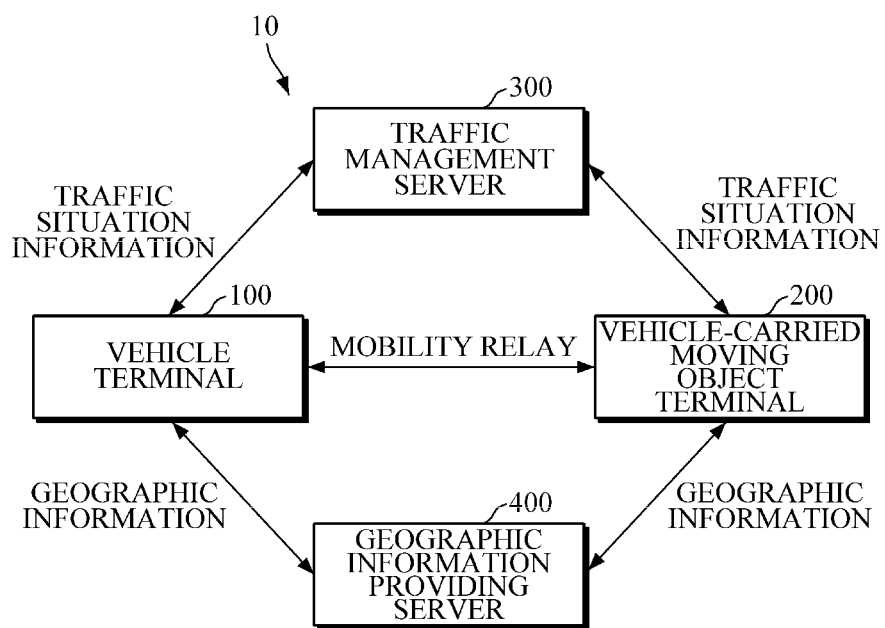 10
300
TRAFFIC
MANAGEMENT
SERVER
TRAFFIC
SITUATION
INFORMATION
TRAFFIC
SITUATION
INFORMATION
100
VEHICLE
TERMINAL
MOBILITY RELAY
200
VEHICLE-CARRIED
MOVING
OBJECT
TERMINAL
GEOGRAPHIC
INFORMATION
GEOGRAPHIC
INFORMATION
400
GEOGRAPHIC
INFORMATION
PROVIDING
SERVER